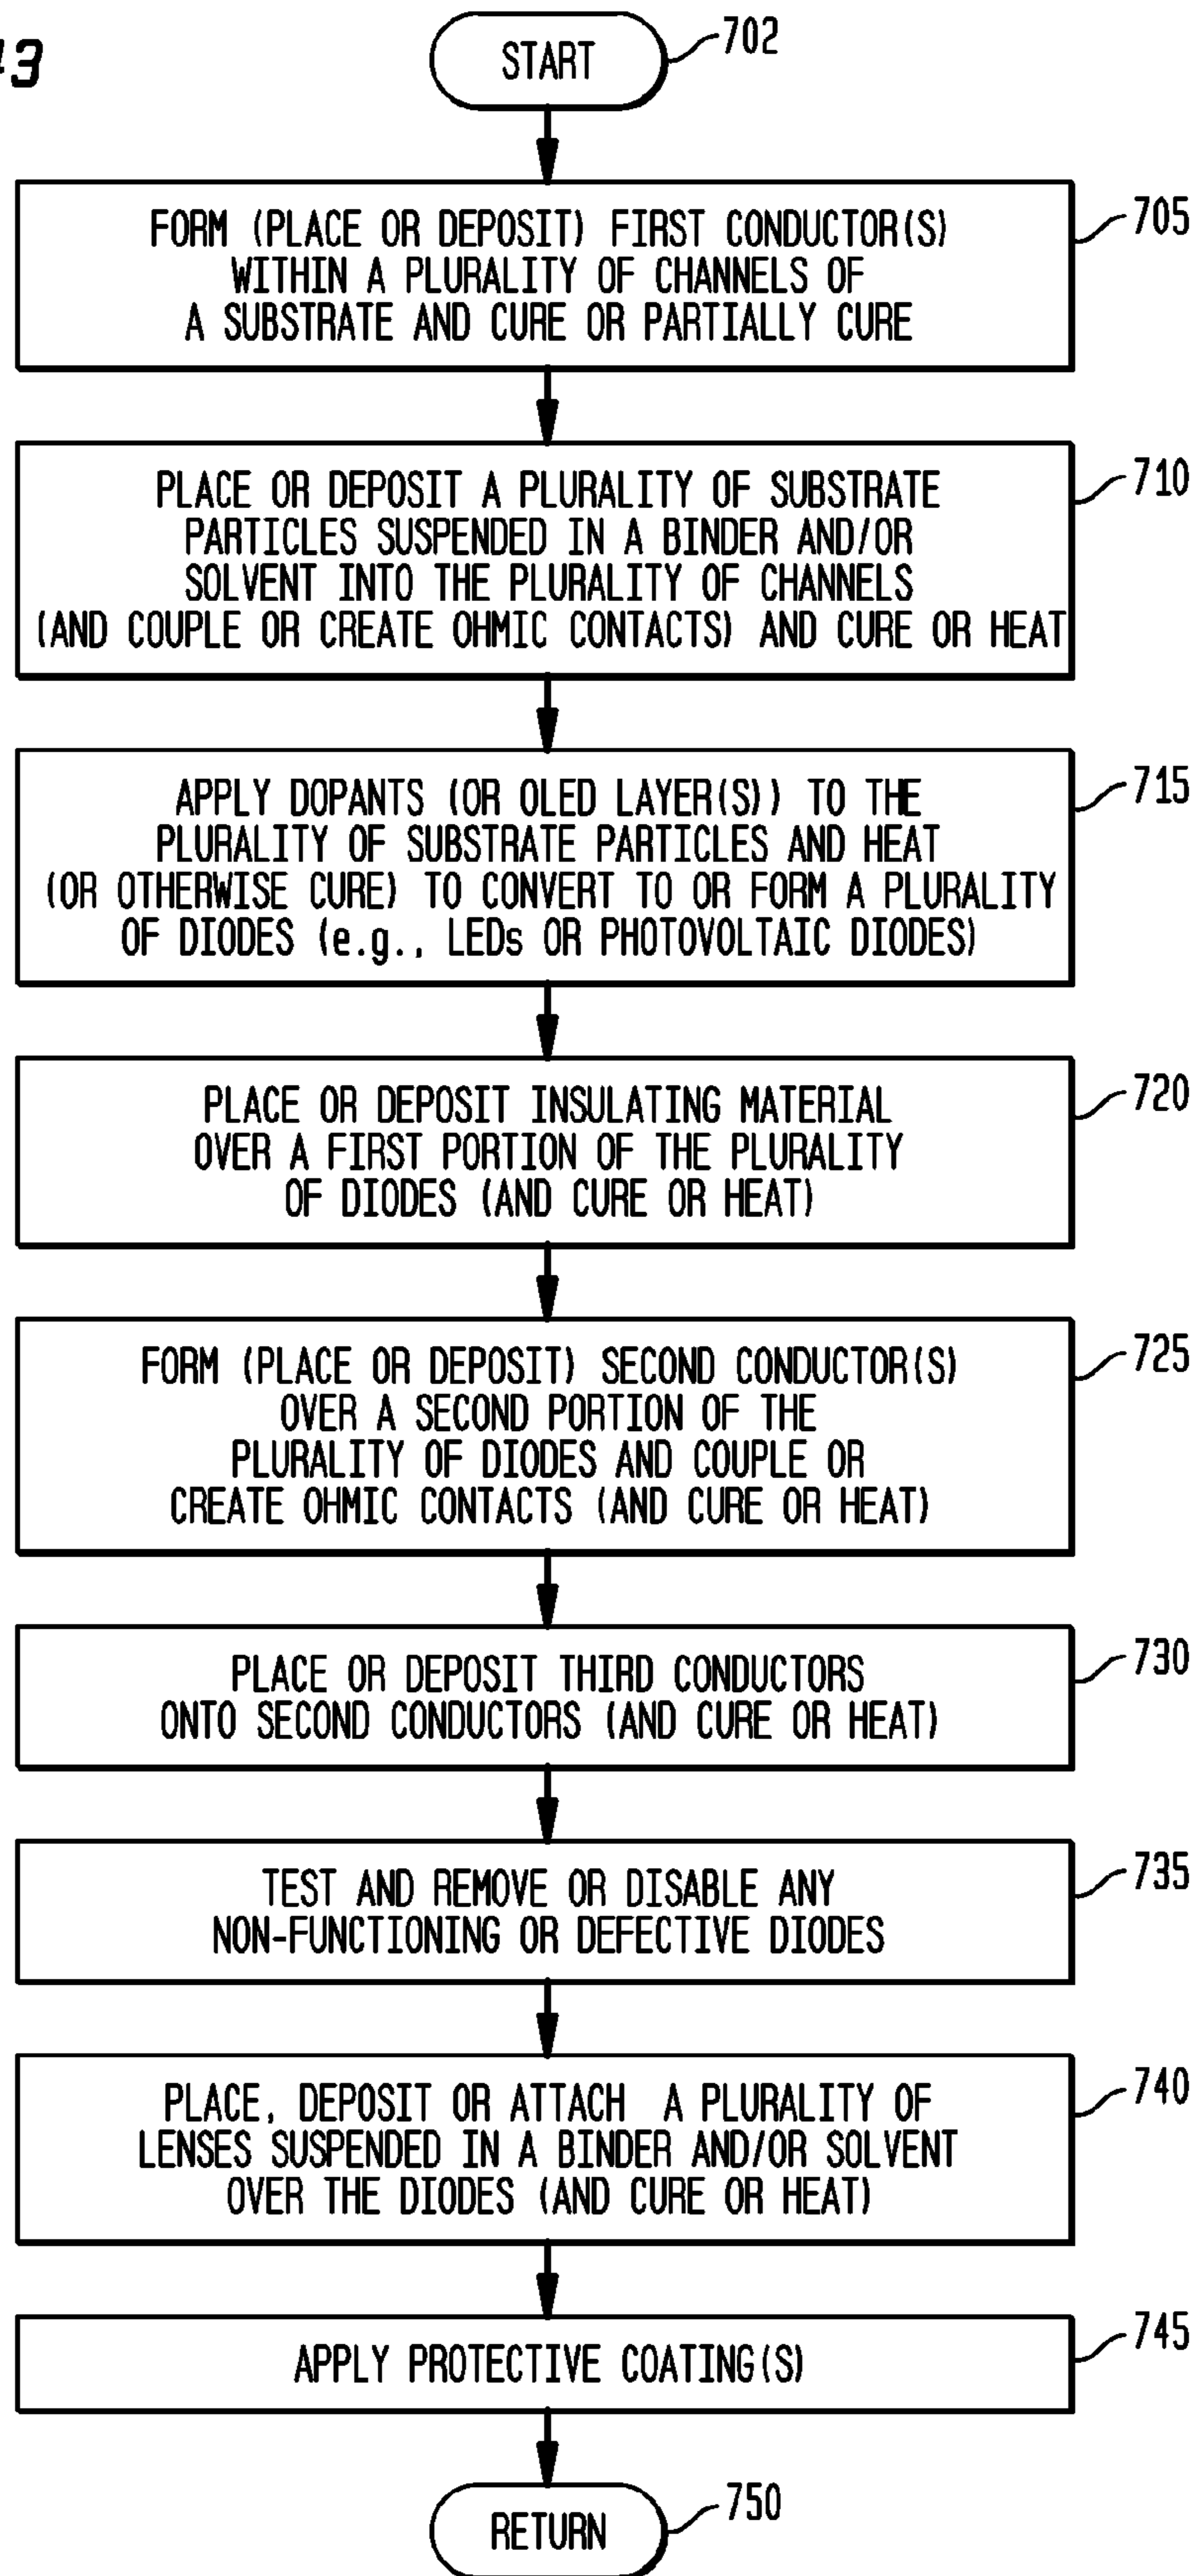 43
START
702
FORM (PLACE OR DEPOSIT) FIRST CONDUCTOR(S)
WITHIN A PLURALITY OF CHANNELS OF
A SUBSTRATE AND CURE OR PARTIALLY CURE
705
PLACE OR DEPOSIT A PLURALITY OF SUBSTRATE
PARTICLES SUSPENDED IN A BINDER AND/OR
SOLVENT INTO THE PLURALITY OF CHANNELS
(AND COUPLE OR CREATE OHMIC CONTACTS) AND CURE OR HEAT
710
APPLY DOPANTS (OR OLED LAYER(S)) TO THE
PLURALITY OF SUBSTRATE PARTICLES AND HEAT
(OR OTHERWISE CURE) TO CONVERT TO OR FORM A PLURALITY
OF DIODES (e.g., LEDs OR PHOTOVOLTAIC DIODES)
715
PLACE OR DEPOSIT INSULATING MATERIAL
OVER A FIRST PORTION OF THE PLURALITY
OF DIODES (AND CURE OR HEAT)
720
FORM (PLACE OR DEPOSIT) SECOND CONDUCTOR(S)
OVER A SECOND PORTION OF THE
PLURALITY OF DIODES AND COUPLE OR
CREATE OHMIC CONTACTS (AND CURE OR HEAT)
725
PLACE OR DEPOSIT THIRD CONDUCTORS
ONTO SECOND CONDUCTORS (AND CURE OR HEAT)
730
TEST AND REMOVE OR DISABLE ANY
NON-FUNCTIONING OR DEFECTIVE DIODES
735
PLACE, DEPOSIT OR ATTACH A PLURALITY OF
LENSES SUSPENDED IN A BINDER AND/OR SOLVENT
OVER THE DIODES (AND CURE OR HEAT)
740
APPLY PROTECTIVE COATING(S)
745
RETURN
750